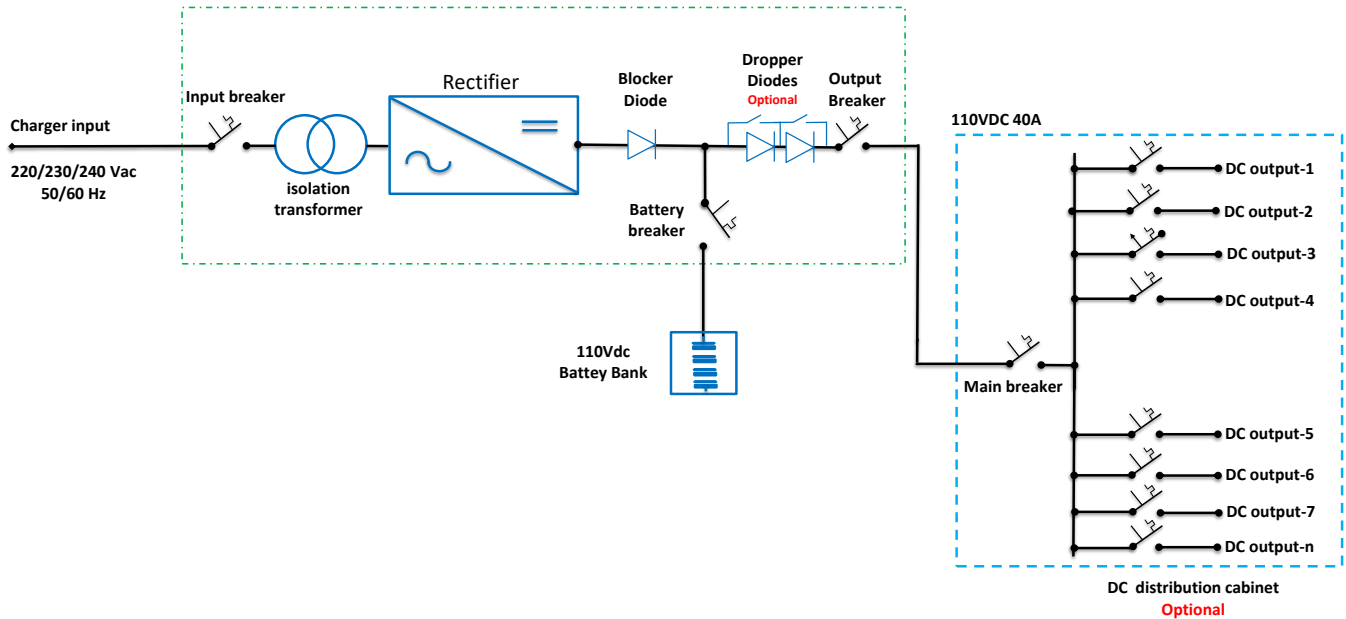 Charger input
220/230/240 Vac
50/60 Hz
Input breaker
isolation
transformer
Rectifier
Blocker
Diode
Dropper
Diodes
Optional
Output
Breaker
Battery
breaker
110Vdc
Battey Bank
110VDC 40A
Main breaker
DC output-1
DC output-2
DC output-3
DC output-4
DC output-5
DC output-6
DC output-7
DC output-n
DC distribution cabinet
Optional